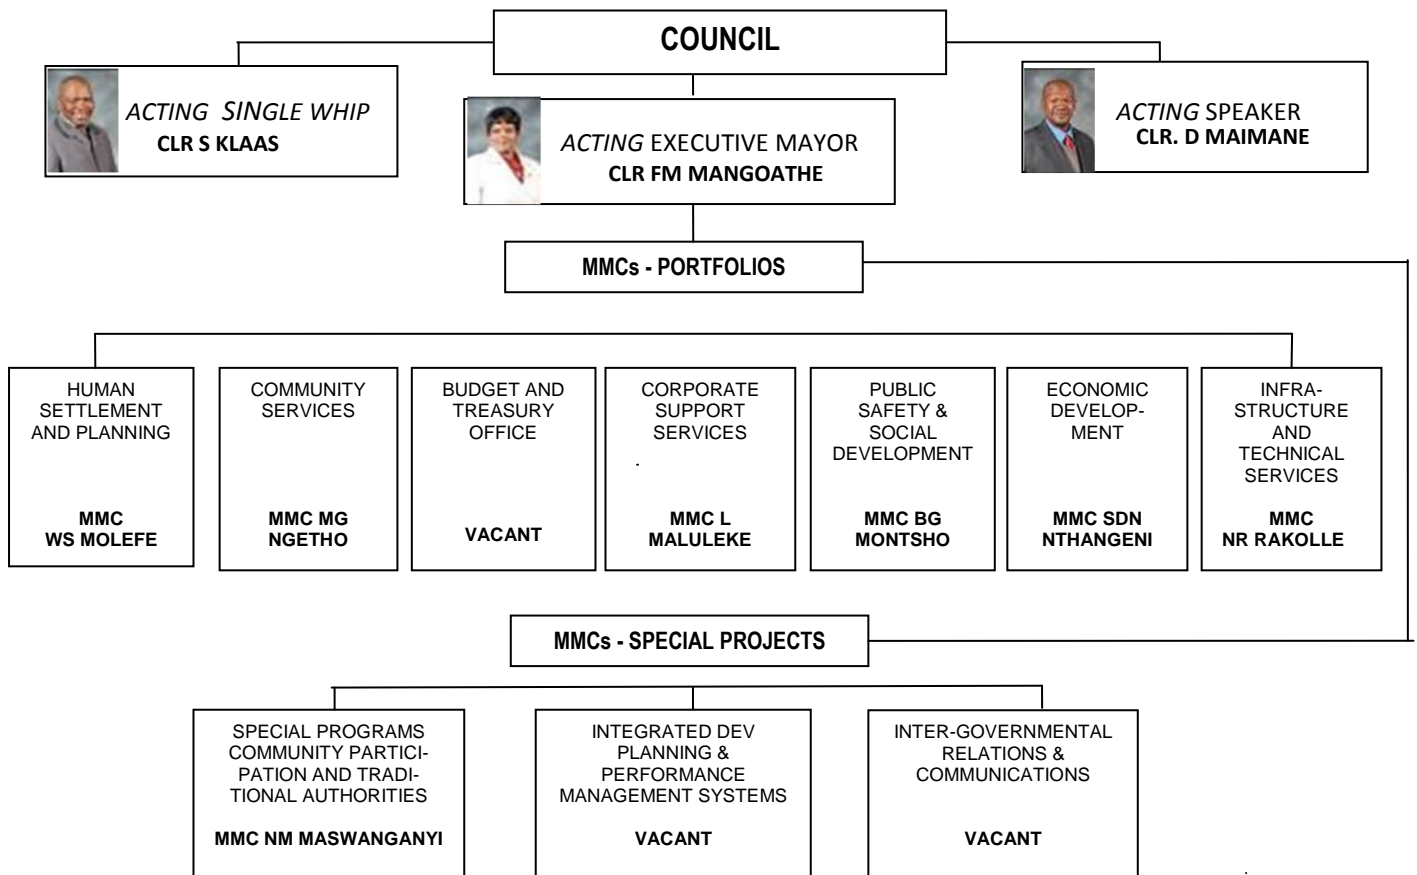 COUNCIL
ACTING SINGLE WHIP
CLR S KLAAS
ACTING EXECUTIVE MAYOR
CLR FM MANGOATHE
ACTING SPEAKER
CLR. D MAIMANE
MMCs - PORTFOLIOS
HUMAN
SETTLEMENT
AND PLANNING
MMC
WS MOLEFE
COMMUNITY
SERVICES
MMC MG
NGETHO
BUDGET AND
TREASURY
OFFICE
VACANT
CORPORATE
SUPPORT
SERVICES
.
MMC L
MALULEKE
PUBLIC
SAFETY &
SOCIAL
DEVELOPMENT
MMC BG
MONTSHO
ECONOMIC
DEVELOP-
MENT
MMC SDN
NTHANGENI
INFRA-
STRUCTURE
AND
TECHNICAL
SERVICES
MMC
NR RAKOLLE
MMCs - SPECIAL PROJECTS
SPECIAL PROGRAMS
COMMUNITY PARTICI-
PATION AND TRADI-
TIONAL AUTHORITIES
MMC NM MASWANGANYI
INTEGRATED DEV
PLANNING &
PERFORMANCE
MANAGEMENT SYSTEMS
VACANT
INTER-GOVERNMENTAL
RELATIONS &
COMMUNICATIONS
VACANT